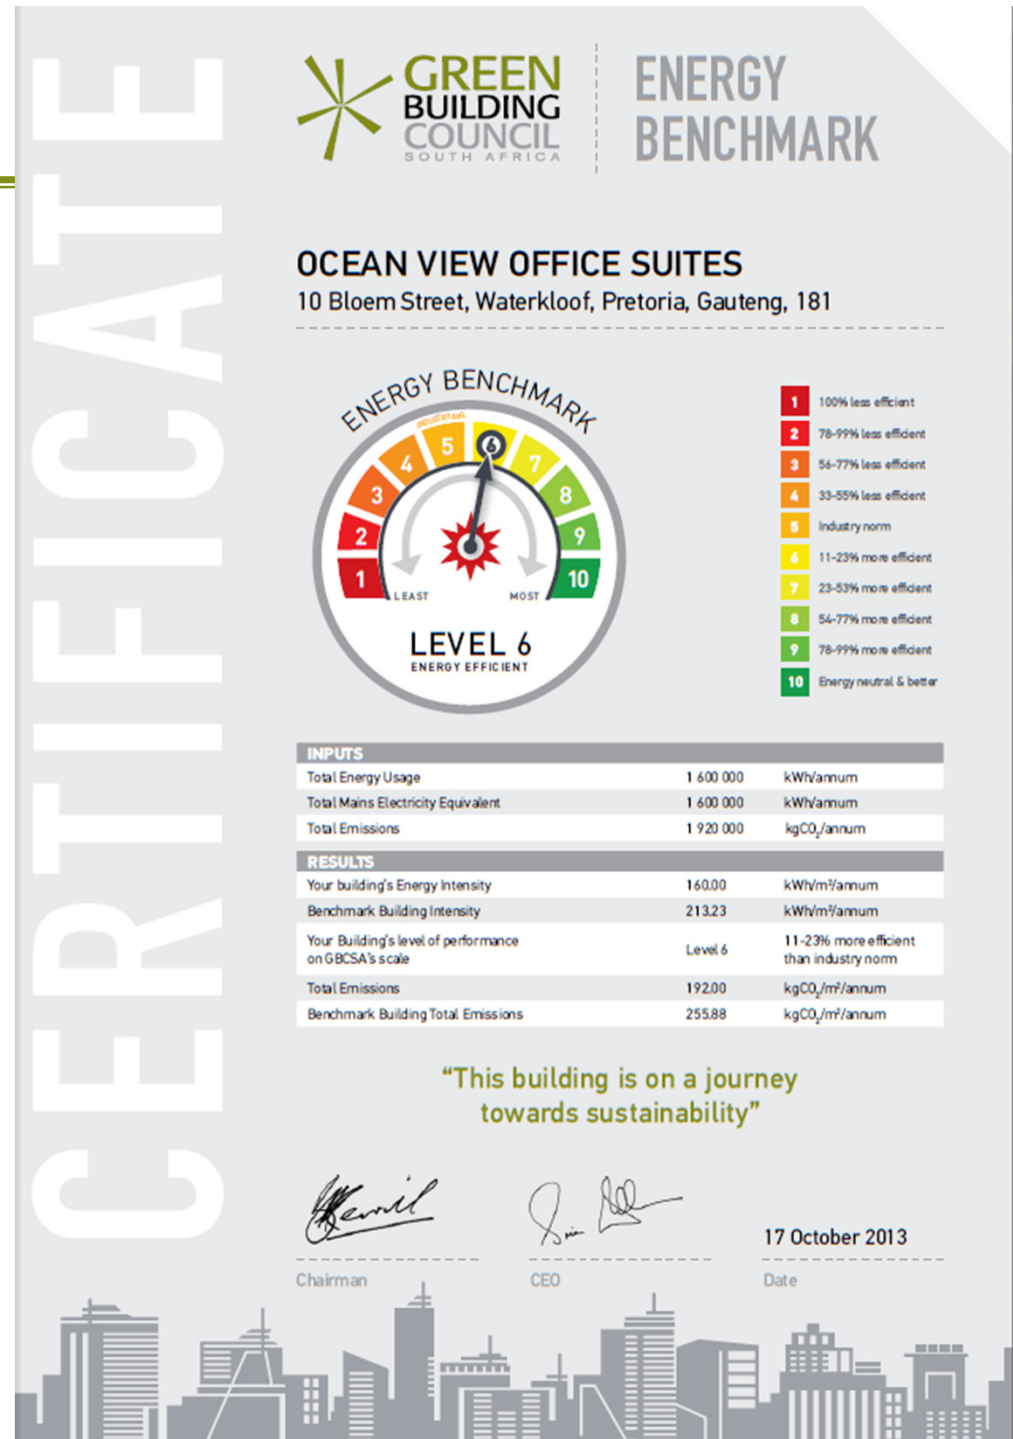 CERTIFICATE
GREEN
BUILDING
COUNCIL
SOUTH AFRICA
ENERGY
BENCHMARK
OCEAN VIEW OFFICE SUITES
10 Bloem Street, Waterkloof, Pretoria, Gauteng, 181
ENERGY BENCHMARK
1
2
3
4
5
6
7
8
9
10
LEAST
MOST
LEVEL 6
ENERGY EFFICIENT
1 100% less efficient
2 78-99% less efficient
3 56-77% less efficient
4 33-55% less efficient
5 Industry norm
6 11-23% more efficient
7 23-53% more efficient
8 54-77% more efficient
9 78-99% more efficient
10 Energy neutral & better
INPUTS
Total Energy Usage 1 600 000 kWh/annum
Total Mains Electricity Equivalent 1 600 000 kWh/annum
Total Emissions 1 920 000 kgCO₂/annum
RESULTS
Your building's Energy Intensity 160.00 kWh/m²/annum
Benchmark Building Intensity 213.23 kWh/m²/annum
Your Building's level of performance
on GBCSA's scale
Level 6
11-23% more efficient
than industry norm
Total Emissions 192.00 kgCO₂/m²/annum
Benchmark Building Total Emissions 255.88 kgCO₂/m²/annum
“This building is on a journey
towards sustainability”
17 October 2013
Chairman CEO Date